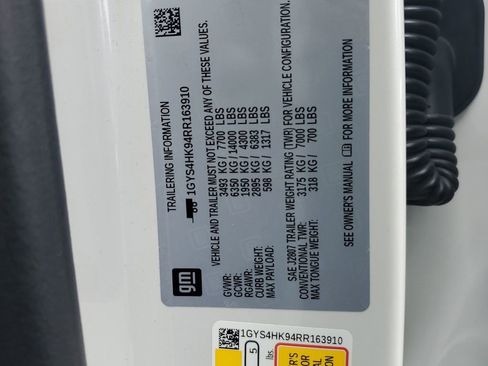 gm
TRAILERING INFORMATION
1GYS4HK94RR163910
VEHICLE AND TRAILER MUST NOT EXCEED ANY OF THESE VALUES.
GVWR: 3493 KG / 7700 LBS
GCWR: 6350 KG / 14000 LBS
RGAWR: 1950 KG / 4300 LBS
CURB WEIGHT: 2895 KG / 6383 LBS
MAX PAYLOAD: 598 KG / 1317 LBS
SAE J2807 TRAILER WEIGHT RATING (TWR) FOR VEHICLE CONFIGURATION.
CONVENTIONAL TWR: 3175 KG / 7000 LBS
MAX TONGUE WEIGHT: 318 KG / 700 LBS
SEE OWNER'S MANUAL FOR MORE INFORMATION
1GYS4HK94RR163910
5
lbs.